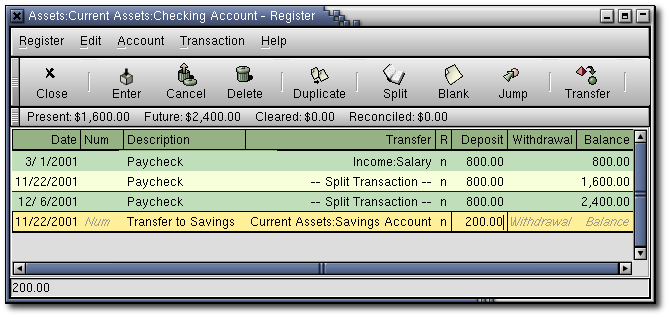 Assets:Current Assets:Checking Account - Register
Register Edit Account Transaction Help
Close Enter Cancel Delete Duplicate Split Blank Jump Transfer
Present: $1,600.00 Future: $2,400.00 Cleared: $0.00 Reconciled: $0.00
Date Num Description Transfer R Deposit Withdrawal Balance
3/ 1/2001 Paycheck Income:Salary n 800.00 800.00
11/22/2001 Paycheck -- Split Transaction -- n 800.00 1,600.00
12/ 6/2001 Paycheck -- Split Transaction -- n 800.00 2,400.00
11/22/2001 Num Transfer to Savings Current Assets:Savings Account n 200.00 Withdrawal Balance
200.00